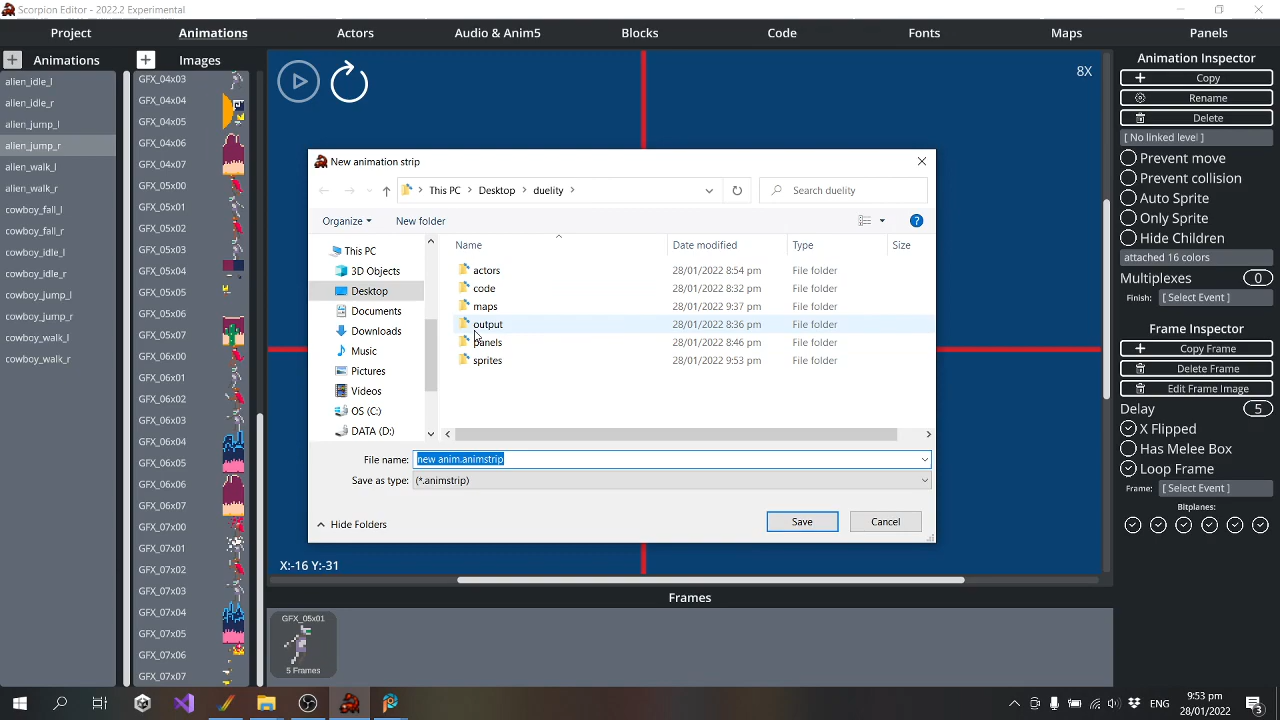 Scorpion Editor - 2022.2 Experimental
Project
Animations
Actors
Audio & Anim5
Blocks
Code
Fonts
Maps
Panels
Animations
alien_idle_l
alien_idle_r
alien_jump_l
alien_jump_r
alien_walk_l
alien_walk_r
cowboy_fall_l
cowboy_fall_r
cowboy_idle_l
cowboy_idle_r
cowboy_jump_l
cowboy_jump_r
cowboy_walk_l
cowboy_walk_r
Images
GFX_04x03
GFX_04x04
GFX_04x05
GFX_04x06
GFX_04x07
GFX_05x00
GFX_05x01
GFX_05x02
GFX_05x03
GFX_05x04
GFX_05x05
GFX_05x06
GFX_05x07
GFX_06x00
GFX_06x01
GFX_06x02
GFX_06x03
GFX_06x04
GFX_06x05
GFX_06x06
GFX_06x07
GFX_07x00
GFX_07x01
GFX_07x02
GFX_07x03
GFX_07x04
GFX_07x05
GFX_07x06
GFX_07x07
8X
New animation strip
This PC > Desktop > duelity >
Search duelity
Organize
New folder
Name
Date modified
Type
Size
This PC
3D Objects
Desktop
Documents
Downloads
Music
Pictures
Videos
OS (C:)
DATA (D:)
actors 28/01/2022 8:54 pm File folder
code 28/01/2022 8:32 pm File folder
maps 28/01/2022 9:37 pm File folder
output 28/01/2022 8:36 pm File folder
panels 28/01/2022 8:46 pm File folder
sprites 28/01/2022 9:53 pm File folder
File name: new anim.animstrip
Save as type: (*.animstrip)
Hide Folders
Save
Cancel
X:-16 Y:-31
Frames
GFX_05x01
5 Frames
Animation Inspector
Copy
Rename
Delete
[ No linked level ]
Prevent move
Prevent collision
Auto Sprite
Only Sprite
Hide Children
attached 16 colors
Multiplexes 0
Finish: [ Select Event ]
Frame Inspector
Copy Frame
Delete Frame
Edit Frame Image
Delay 5
X Flipped
Has Melee Box
Loop Frame
Frame: [ Select Event ]
Bitplanes:
ENG
9:53 pm
28/01/2022
3